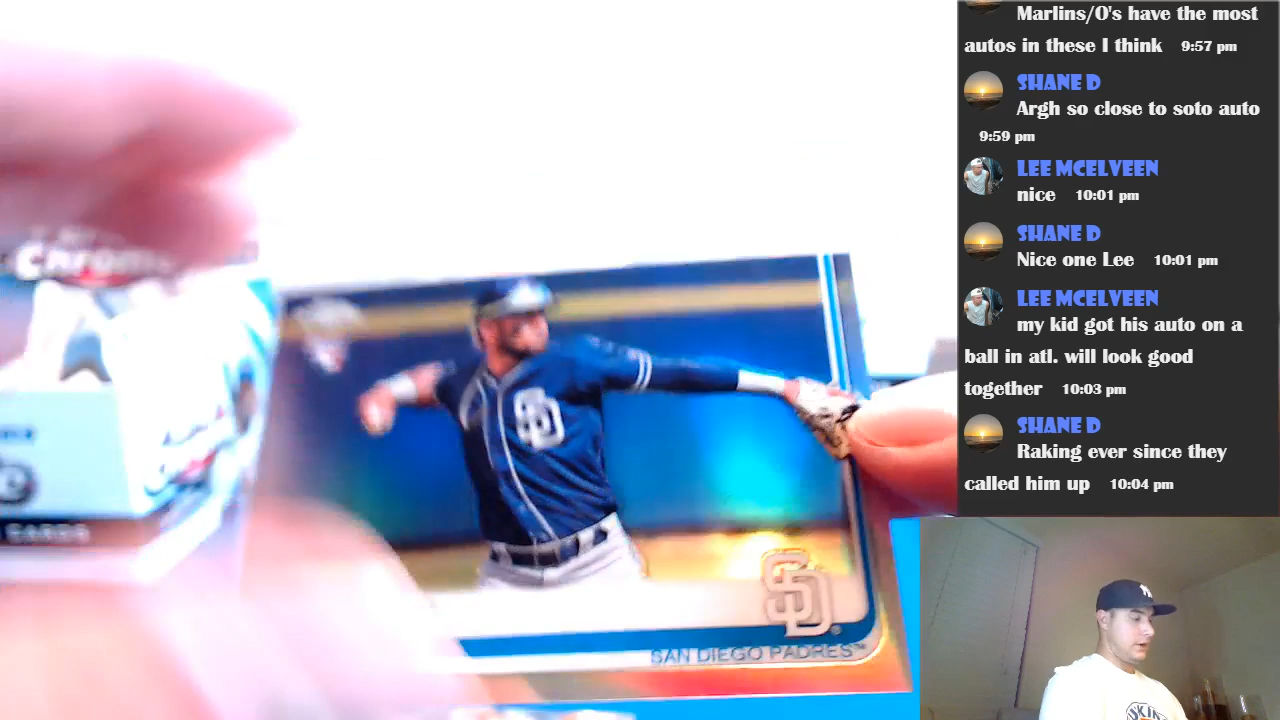 Marlins/O's have the most
autos in these I think 9:57 pm
SHANE D
Argh so close to soto auto
9:59 pm
LEE MCELVEEN
nice 10:01 pm
SHANE D
Nice one Lee 10:01 pm
LEE MCELVEEN
my kid got his auto on a
ball in atl. will look good
together 10:03 pm
SHANE D
Raking ever since they
called him up 10:04 pm
Chrome
CARDS
SD
SD
SAN DIEGO PADRES